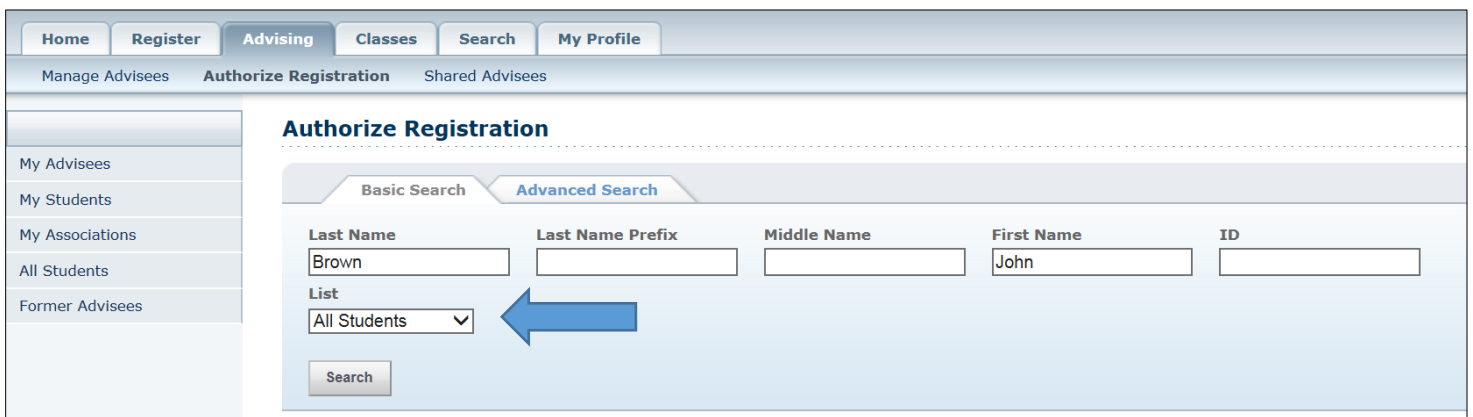 Home Register Advising Classes Search My Profile
Manage Advisees Authorize Registration Shared Advisees
Authorize Registration
My Advisees
My Students
My Associations
All Students
Former Advisees
Basic Search Advanced Search
Last Name Last Name Prefix Middle Name First Name ID
Brown John
List
All Students
Search